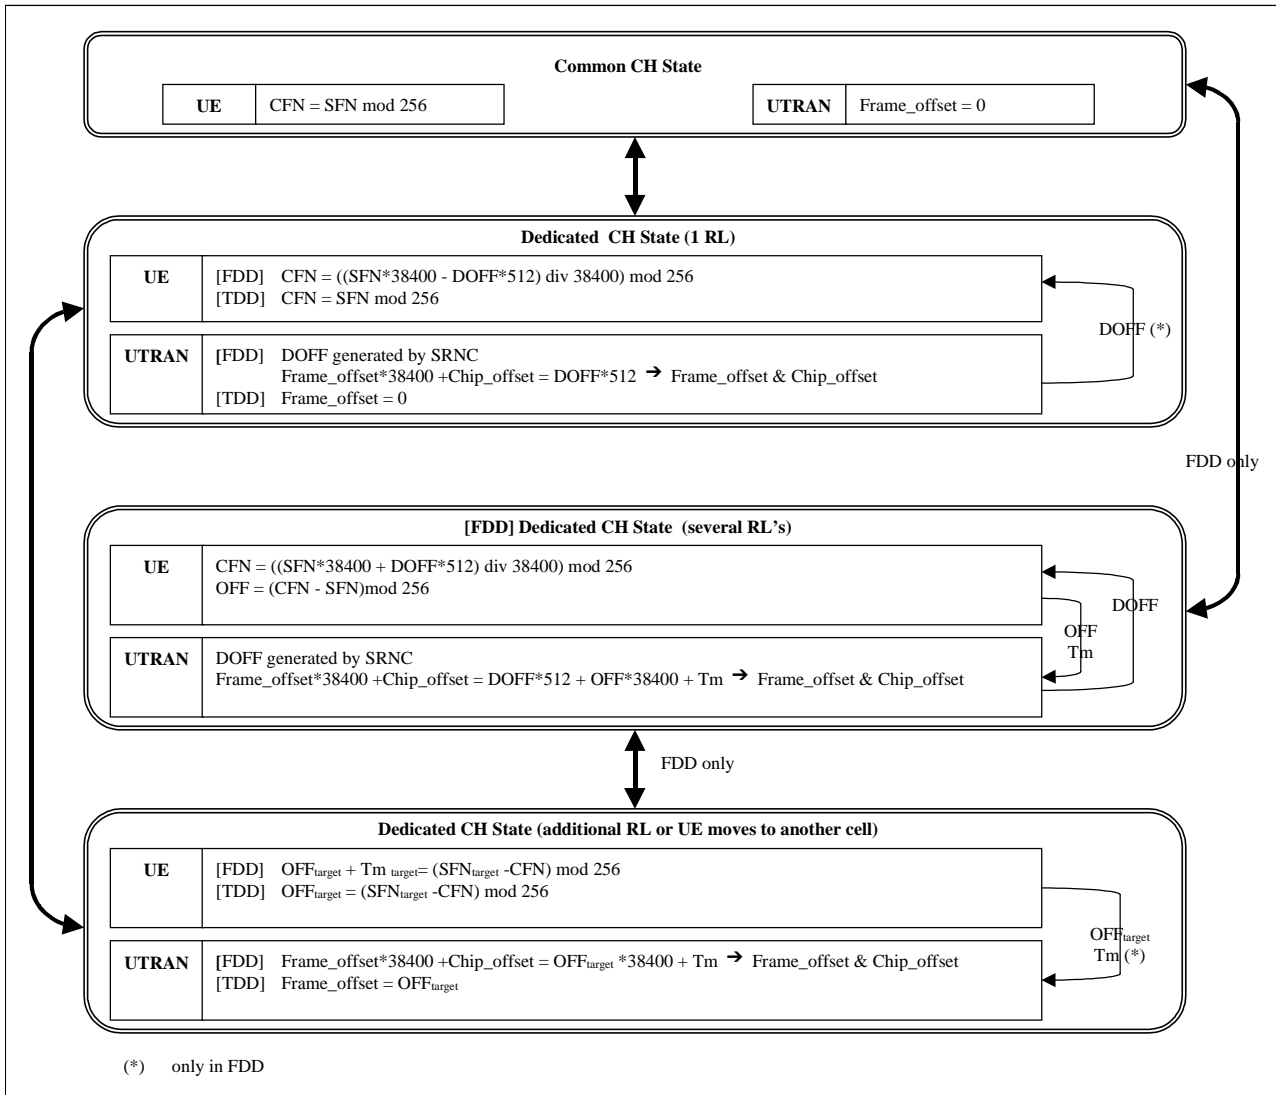 Common CH State
UE CFN = SFN mod 256 UTRAN Frame_offset = 0
Dedicated CH State (1 RL)
UE [FDD] CFN = ((SFN*38400 - DOFF*512) div 38400) mod 256
[TDD] CFN = SFN mod 256
DOFF (*)
UTRAN [FDD] DOFF generated by SRNC
Frame_offset*38400 +Chip_offset = DOFF*512 ➔ Frame_offset & Chip_offset
[TDD] Frame_offset = 0
FDD only
[FDD] Dedicated CH State (several RL's)
UE CFN = ((SFN*38400 + DOFF*512) div 38400) mod 256
OFF = (CFN - SFN)mod 256
DOFF
OFF
Tm
UTRAN DOFF generated by SRNC
Frame_offset*38400 +Chip_offset = DOFF*512 + OFF*38400 + Tm ➔ Frame_offset & Chip_offset
FDD only
Dedicated CH State (additional RL or UE moves to another cell)
UE [FDD] OFFtarget + Tm target= (SFNtarget -CFN) mod 256
[TDD] OFFtarget = (SFNtarget -CFN) mod 256
OFFtarget
Tm (*)
UTRAN [FDD] Frame_offset*38400 +Chip_offset = OFFtarget *38400 + Tm ➔ Frame_offset & Chip_offset
[TDD] Frame_offset = OFFtarget
(*) only in FDD